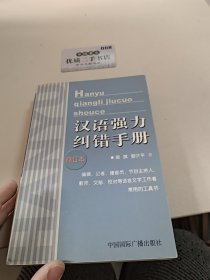 优质二手书店
Hanyu
qiangli jiucuo
shouce
汉语强力
纠错手册
修订本
编辑、记者、播音员、节目主持人、
教师、文秘、校对等语言文字工作者
常用的工具书
中国国际广播出版社